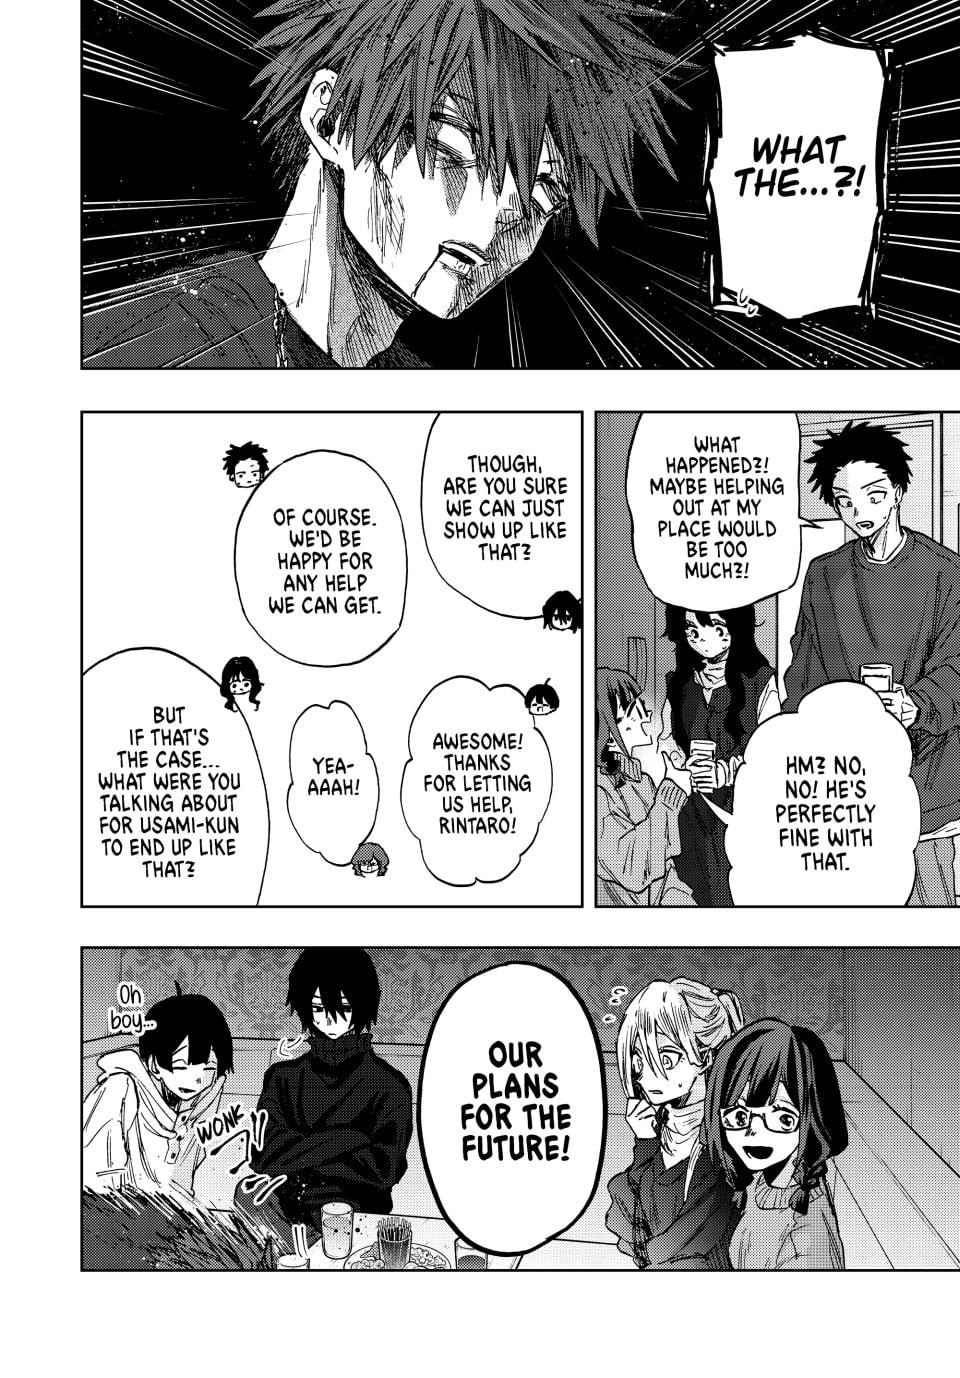 WHAT
THE...?!
WHAT
HAPPENED?!
MAYBE HELPING
OUT AT MY
PLACE WOULD
BE TOO
MUCH?!
HM? NO,
NO! HE'S
PERFECTLY
FINE WITH
THAT.
THOUGH,
ARE YOU SURE
WE CAN JUST
SHOW UP LIKE
THAT?
OF COURSE.
WE'D BE
HAPPY FOR
ANY HELP
WE CAN GET.
AWESOME!
THANKS
FOR LETTING
US HELP,
RINTARO!
YEA-
AAAH!
BUT
IF THAT'S
THE CASE...
WHAT WERE YOU
TALKING ABOUT
FOR USAMI-KUN
TO END UP LIKE
THAT?
OUR
PLANS
FOR THE
FUTURE!
Oh
boy...
WONK